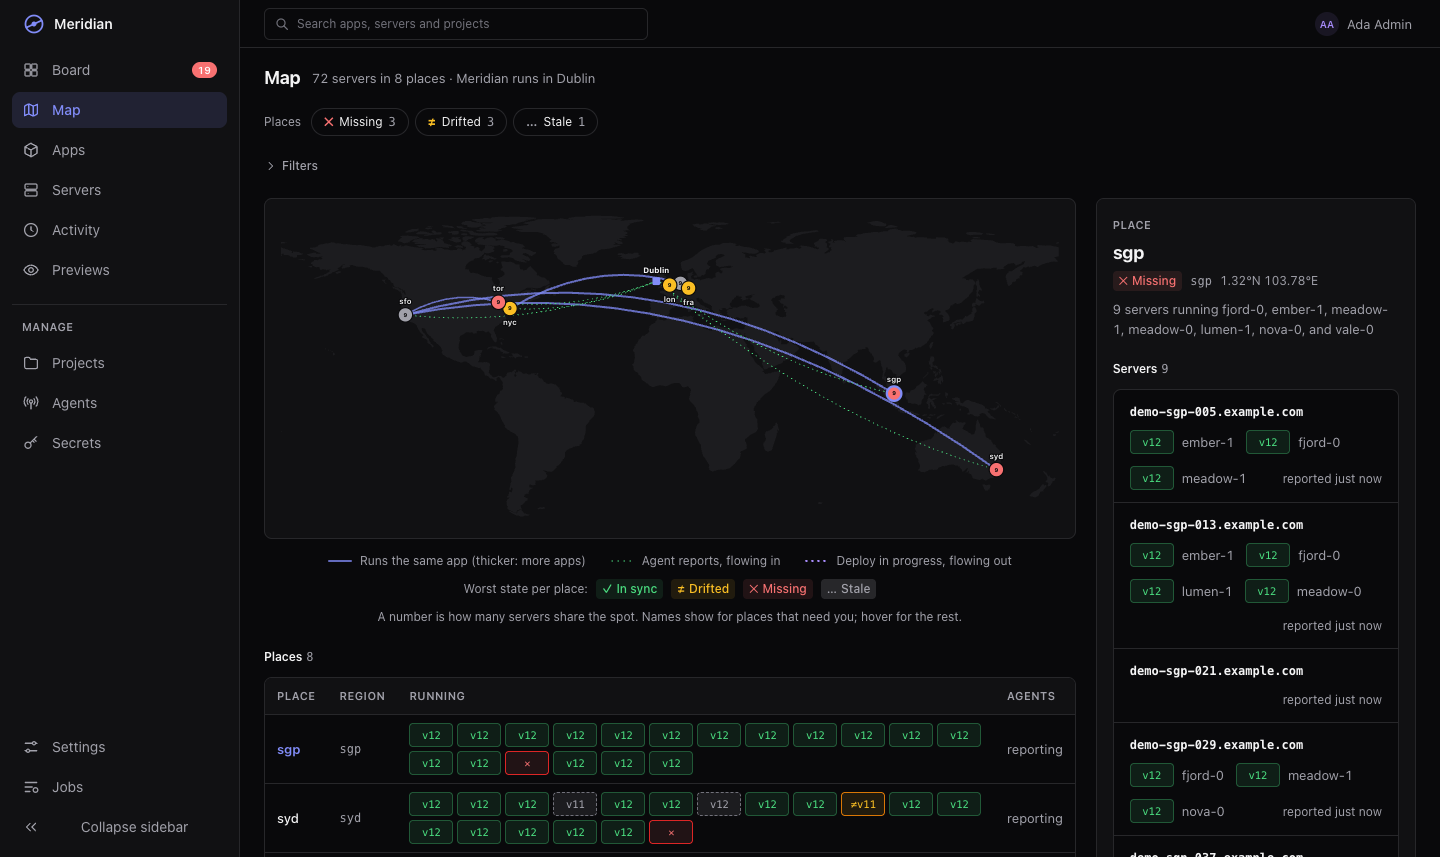 Meridian
Search apps, servers and projects
AA
Ada Admin
Board
19
Map
Apps
Servers
Activity
Previews
MANAGE
Projects
Agents
Secrets
Settings
Jobs
Collapse sidebar
Map
72 servers in 8 places · Meridian runs in Dublin
Places
Missing 3
≠ Drifted 3
… Stale 1
Filters
Dublin
tor
sfo
9
9
9
9
9
lon
fra
nyc
sgp
9
syd
9
Runs the same app (thicker: more apps)
Agent reports, flowing in
Deploy in progress, flowing out
Worst state per place:
✓ In sync
≠ Drifted
✕ Missing
… Stale
A number is how many servers share the spot. Names show for places that need you; hover for the rest.
Places 8
PLACE REGION RUNNING AGENTS
sgp sgp v12 v12 v12 v12 v12 v12 v12 v12 v12 v12 v12 v12 reporting
v12 v12 × v12 v12 v12
syd syd v12 v12 v12 v11 v12 v12 v12 v12 v12 ≠v11 v12 v12 reporting
v12 v12 v12 v12 v12 ×
PLACE
sgp
✕ Missing sgp 1.32°N 103.78°E
9 servers running fjord-0, ember-1, meadow-
1, meadow-0, lumen-1, nova-0, and vale-0
Servers 9
demo-sgp-005.example.com
v12 ember-1 v12 fjord-0
v12 meadow-1 reported just now
demo-sgp-013.example.com
v12 ember-1 v12 fjord-0
v12 lumen-1 v12 meadow-0
reported just now
demo-sgp-021.example.com
reported just now
demo-sgp-029.example.com
v12 fjord-0 v12 meadow-1
v12 nova-0 reported just now
demo-sgp-037.example.com